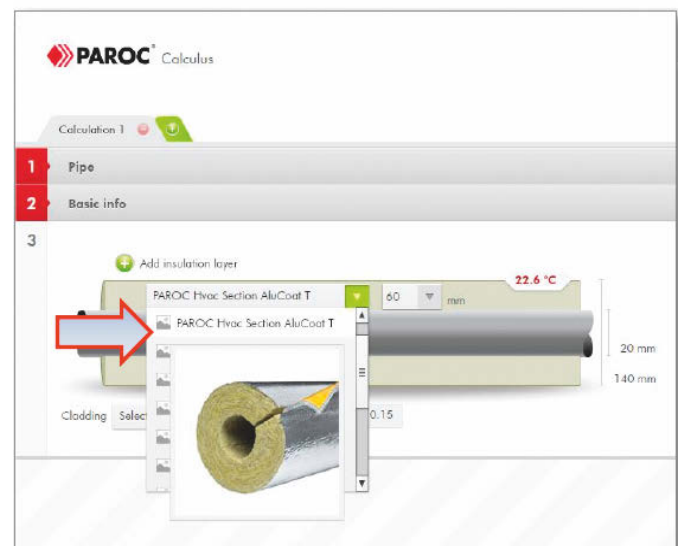 PAROC® Calculus
Calculation 1
1 Pipe
2 Basic info
3
Add insulation layer
22.6 °C
PAROC Hvac Section AluCoat T 60 mm
PAROC Hvac Section AluCoat T
20 mm
140 mm
Cladding Selec 0.15